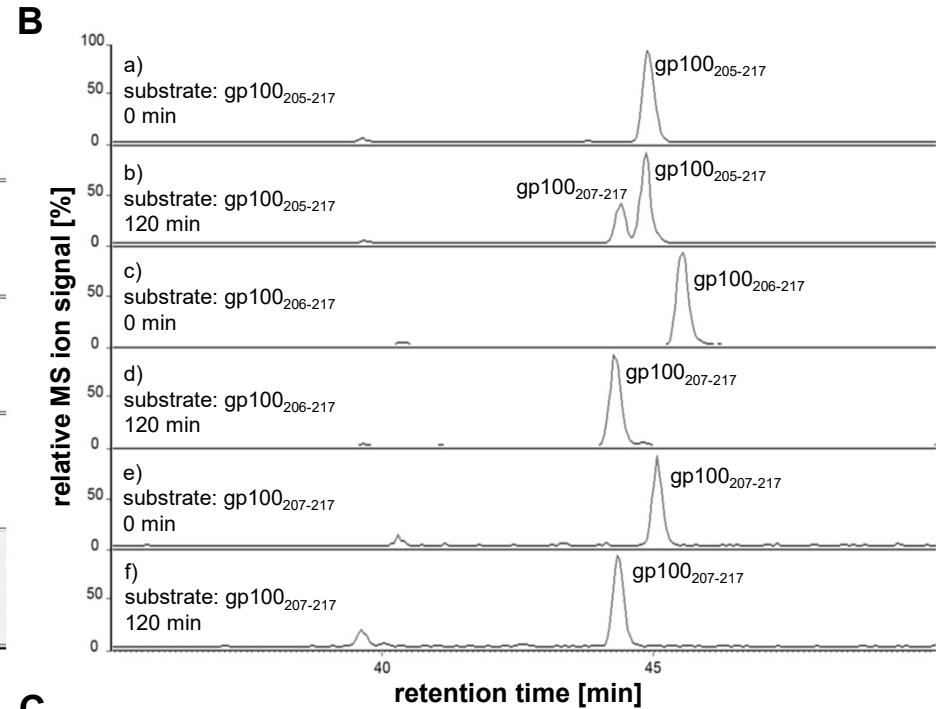 B
relative MS ion signal [%]
100
50
0
a)
substrate: gp100205-217
0 min
gp100205-217
50
0
b)
substrate: gp100205-217
120 min
gp100207-217
gp100205-217
50
0
c)
substrate: gp100206-217
0 min
gp100206-217
50
0
d)
substrate: gp100206-217
120 min
gp100207-217
50
0
e)
substrate: gp100207-217
0 min
gp100207-217
50
0
f)
substrate: gp100207-217
120 min
gp100207-217
40
45
retention time [min]
C